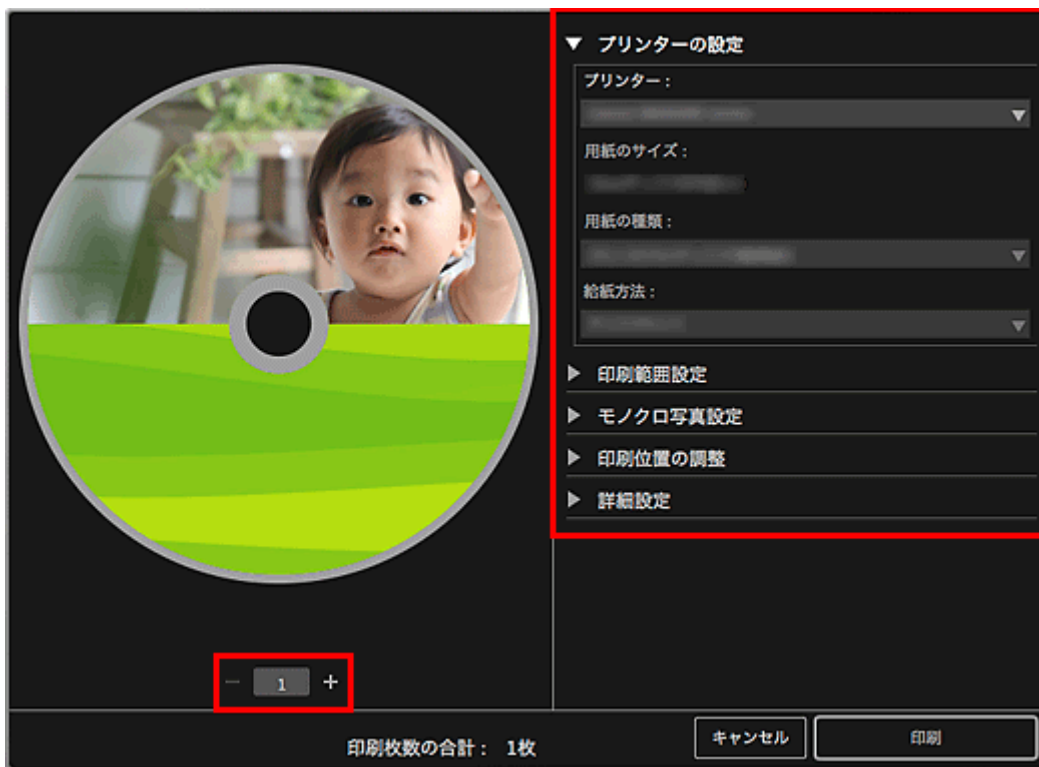 プリンターの設定
プリンター：
用紙のサイズ：
用紙の種類：
給紙方法：
印刷範囲設定
モノクロ写真設定
印刷位置の調整
詳細設定
1
印刷枚数の合計： 1枚
キャンセル
印刷